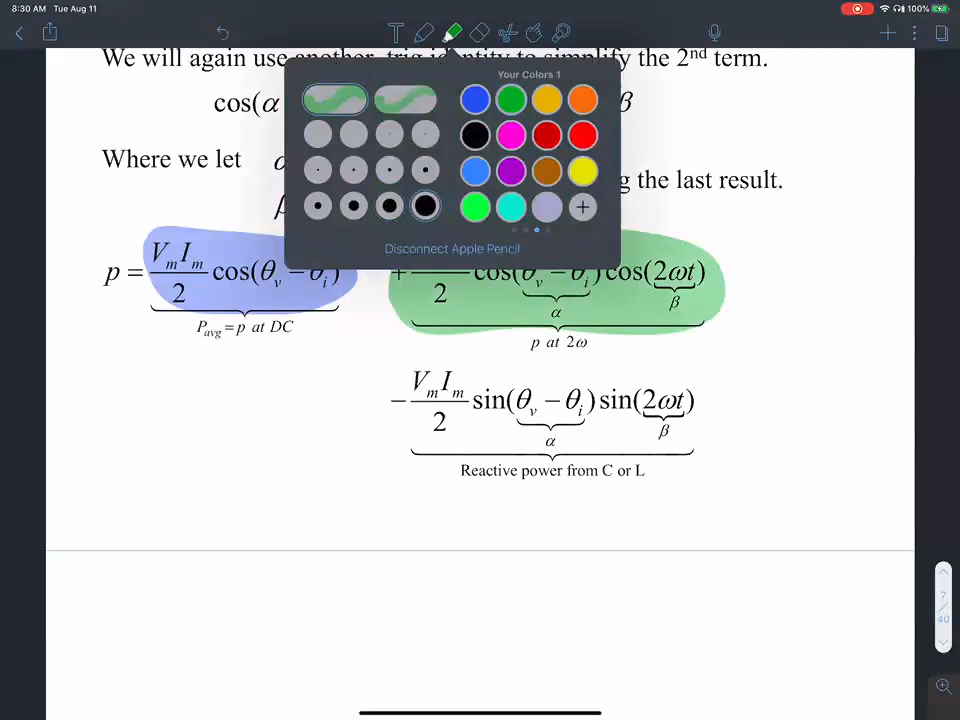 8:30 AM Tue Aug 11
100%
We will again use another trig identity to simplify the 2nd term.
Your Colors 1
cos(α
β
Where we let
g the last result.
β
Disconnect Apple Pencil
p = VmIm/2 cos(θv − θi) + 2 cos(θv − θi)cos(2ωt)
α
β
Pavg = p at DC
p at 2ω
− VmIm/2 sin(θv − θi)sin(2ωt)
α
β
Reactive power from C or L
7
/
40